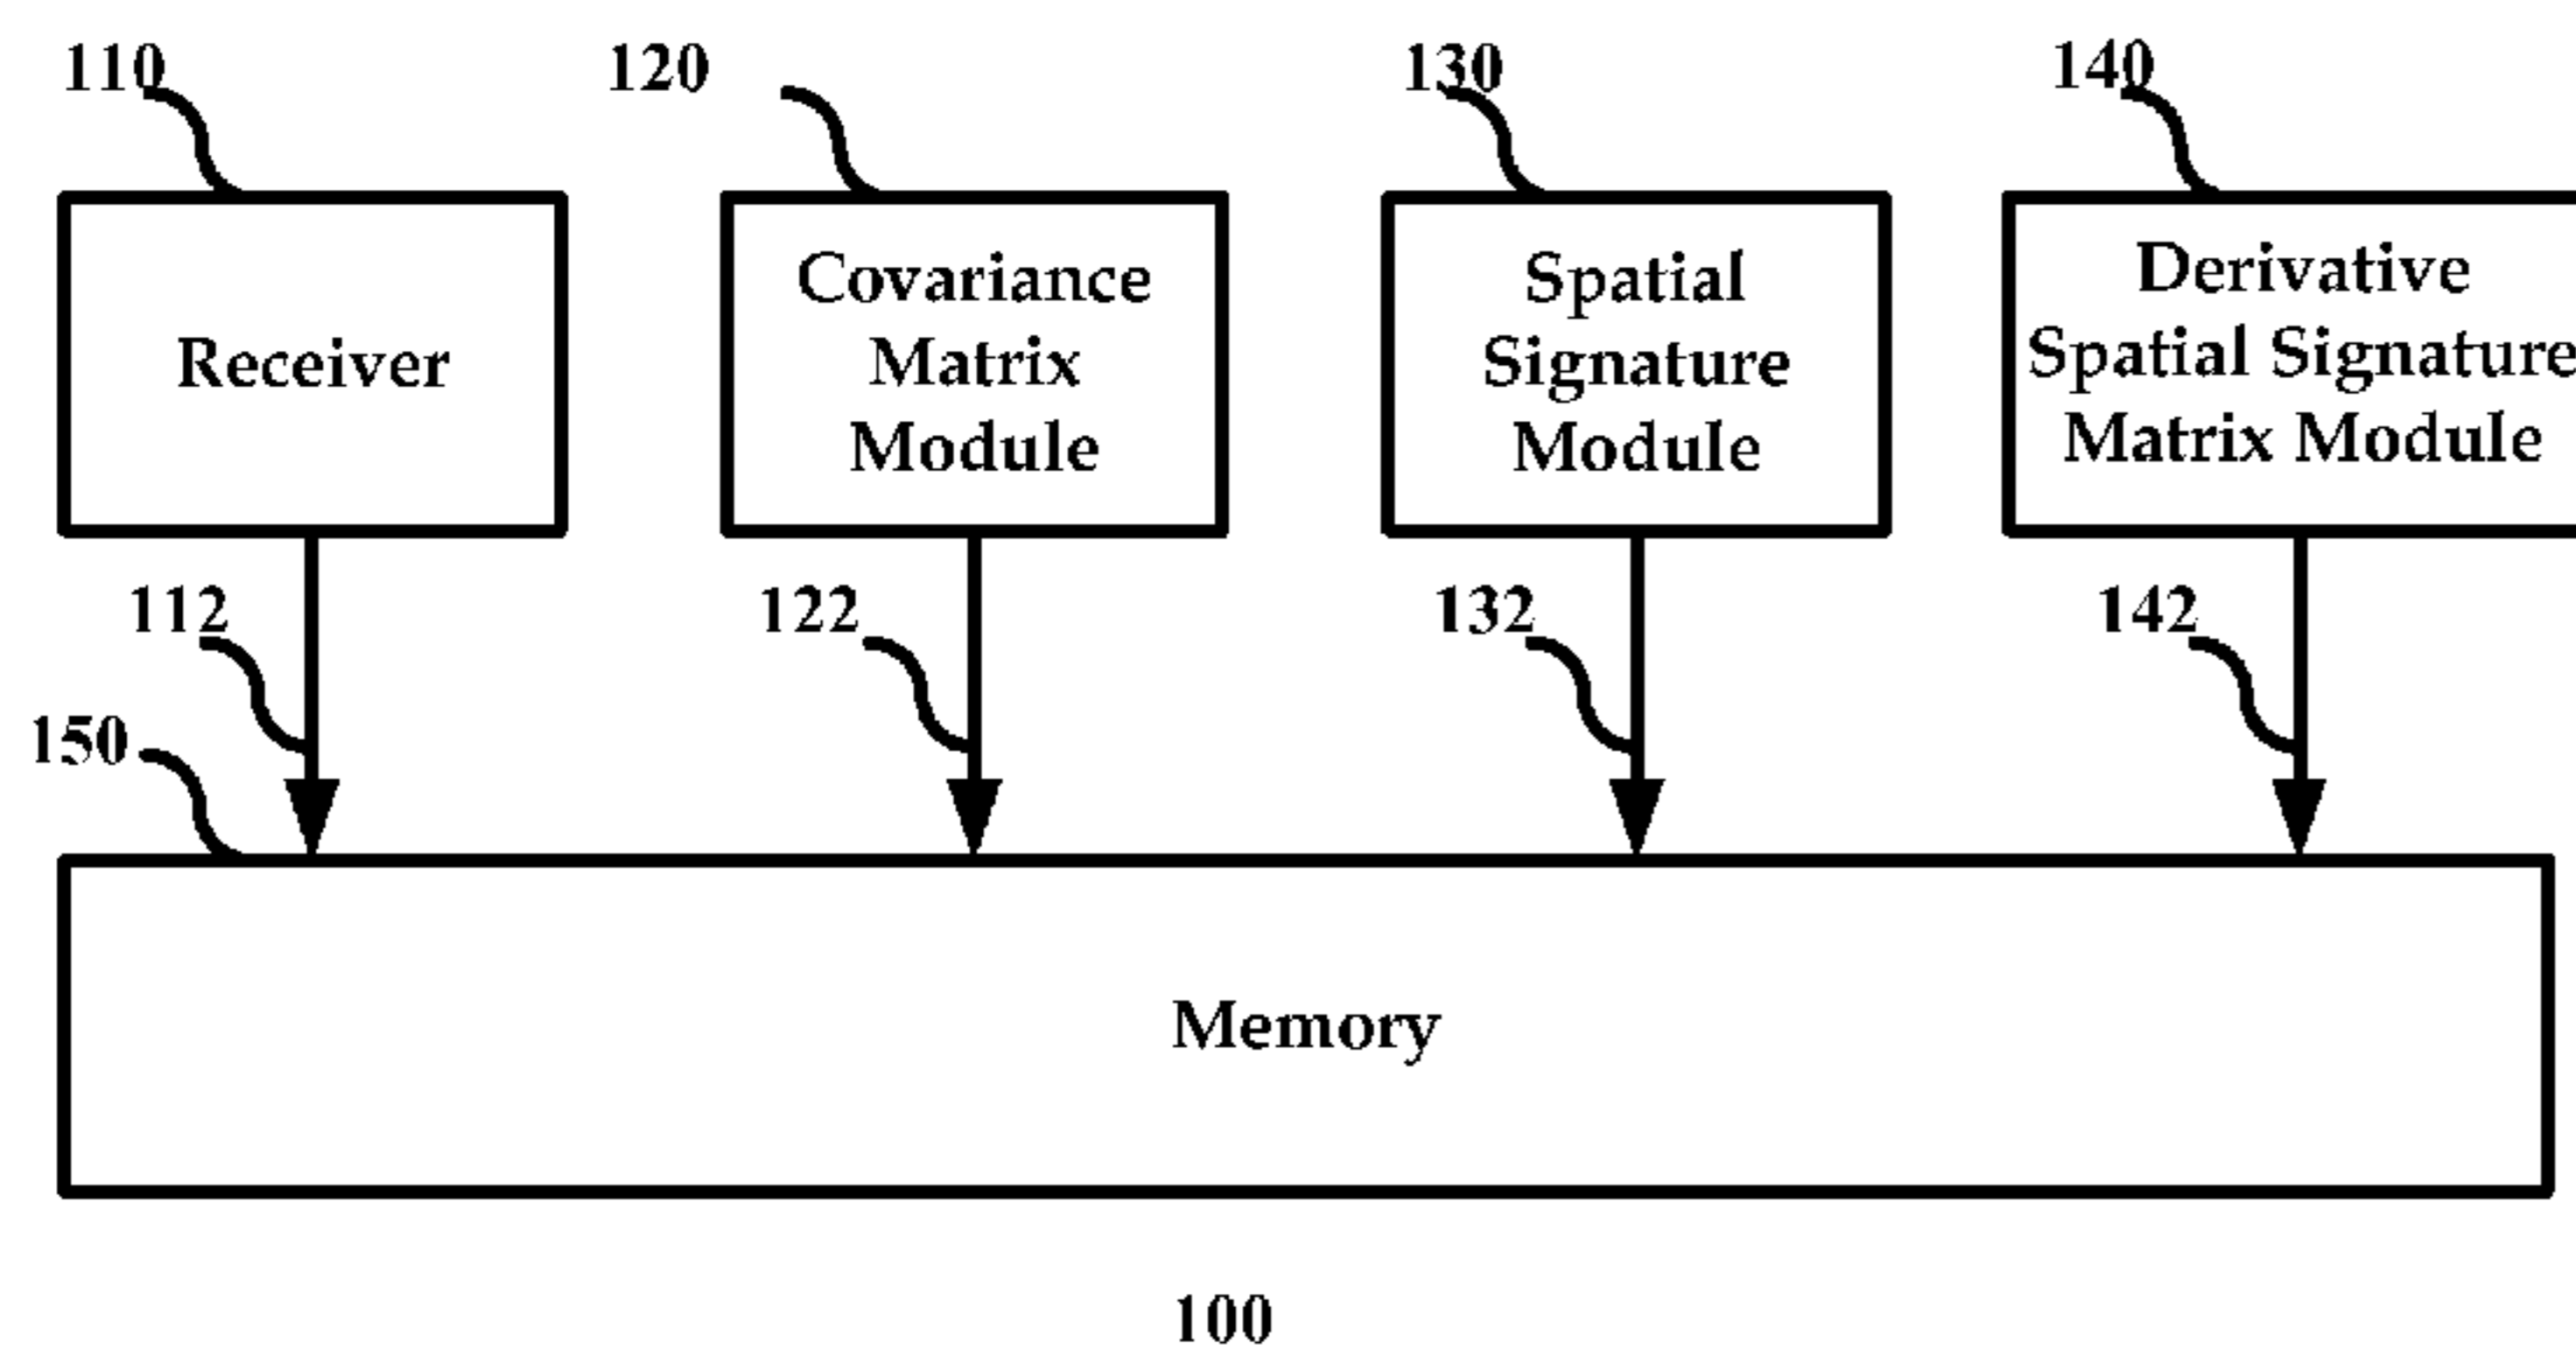 110
120
130
140
Receiver
Covariance
Matrix
Module
Spatial
Signature
Module
Derivative
Spatial Signature
Matrix Module
112
122
132
142
150
Memory
100